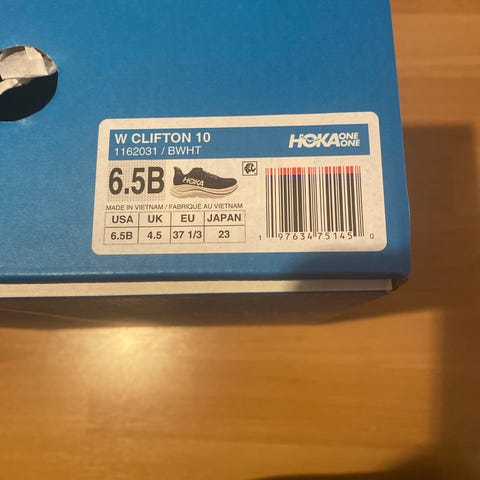 W CLIFTON 10
1162031 / BWHT
HOKA ONE ONE
6.5B
HOKA
MADE IN VIETNAM / FABRIQUÉ AU VIETNAM
USA UK EU JAPAN
6.5B 4.5 37 1/3 23
1 97634 75145 0